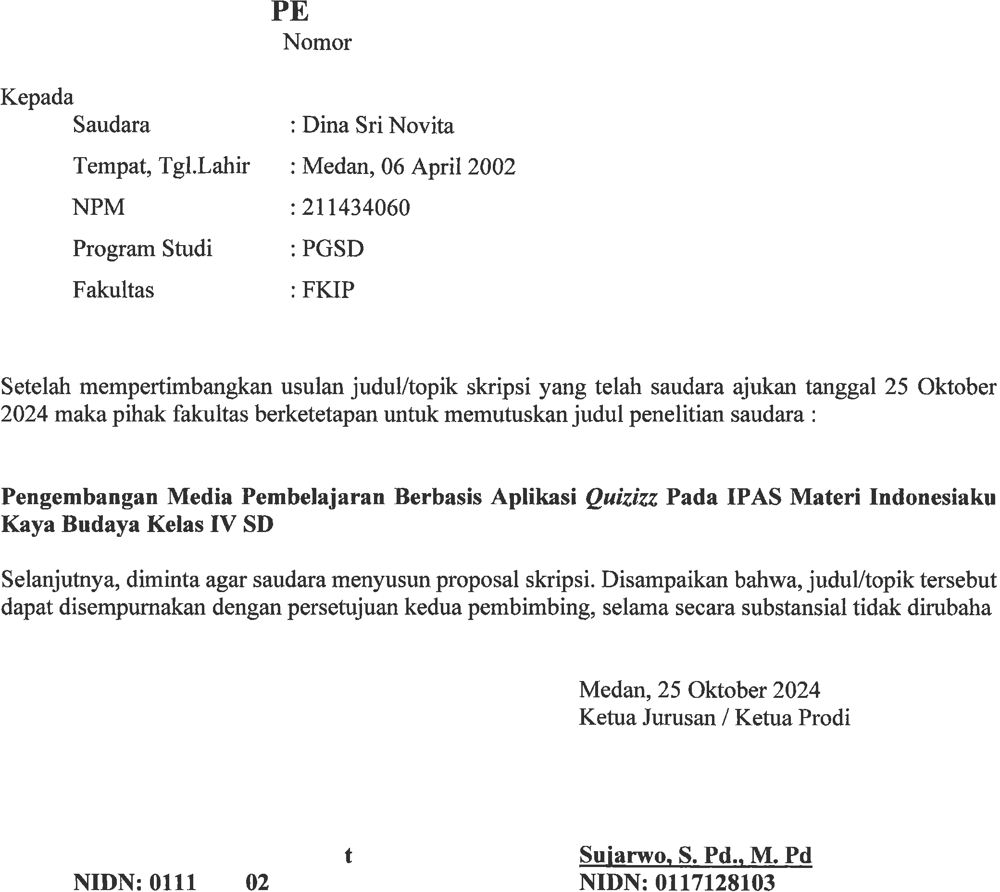 PE
Nomor
Kepada
Saudara : Dina Sri Novita
Tempat, Tgl.Lahir : Medan, 06 April 2002
NPM : 211434060
Program Studi : PGSD
Fakultas : FKIP
Setelah mempertimbangkan usulan judul/topik skripsi yang telah saudara ajukan tanggal 25 Oktober
2024 maka pihak fakultas berketetapan untuk memutuskan judul penelitian saudara :
Pengembangan Media Pembelajaran Berbasis Aplikasi Quizizz Pada IPAS Materi Indonesiaku
Kaya Budaya Kelas IV SD
Selanjutnya, diminta agar saudara menyusun proposal skripsi. Disampaikan bahwa, judul/topik tersebut
dapat disempurnakan dengan persetujuan kedua pembimbing, selama secara substansial tidak dirubaha
Medan, 25 Oktober 2024
Ketua Jurusan / Ketua Prodi
t Sujarwo, S. Pd., M. Pd
NIDN: 0111 02 NIDN: 0117128103